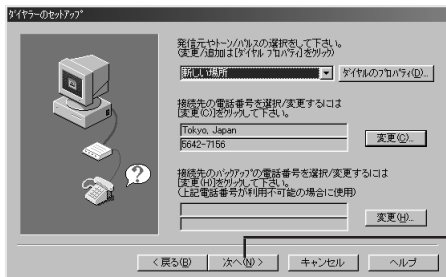 ダイヤラーのセットアップ
発信元やトーン/パルスの選択をして下さい。
(変更/追加は[ダイヤル プロパティ]をクリック)
新しい場所
ダイヤルのプロパティ(D)...
接続先の電話番号を選択/変更するには
[変更(C)]をクリックして下さい。
Tokyo, Japan
5642-7156
変更(C)...
接続先のバックアップの電話番号を選択/変更するには
[変更(H)]をクリックして下さい。
(上記電話番号が利用不可能の場合に使用)
変更(H)...
< 戻る(B)
次へ(N) >
キャンセル
ヘルプ